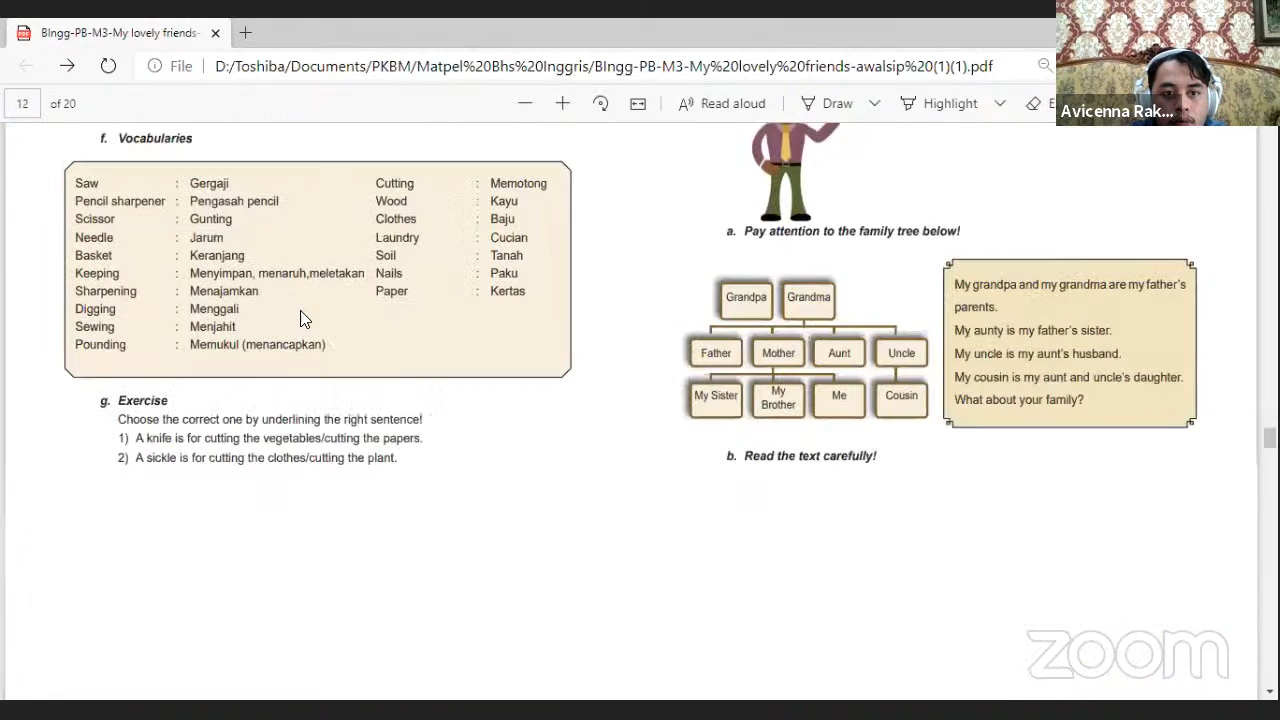 BIngg-PB-M3-My lovely friends-
File D:/Toshiba/Documents/PKBM/Matpel%20Bhs%20Inggris/BIngg-PB-M3-My%20lovely%20friends-awalsip%20(1)(1).pdf
12 of 20
Read aloud
Draw
Highlight
Avicenna Rak...
f. Vocabularies
Saw : Gergaji
Pencil sharpener : Pengasah pencil
Scissor : Gunting
Needle : Jarum
Basket : Keranjang
Keeping : Menyimpan, menaruh,meletakan
Sharpening : Menajamkan
Digging : Menggali
Sewing : Menjahit
Pounding : Memukul (menancapkan)
Cutting : Memotong
Wood : Kayu
Clothes : Baju
Laundry : Cucian
Soil : Tanah
Nails : Paku
Paper : Kertas
g. Exercise
Choose the correct one by underlining the right sentence!
1) A knife is for cutting the vegetables/cutting the papers.
2) A sickle is for cutting the clothes/cutting the plant.
a. Pay attention to the family tree below!
Grandpa
Grandma
Father
Mother
Aunt
Uncle
My Sister
My
Brother
Me
Cousin
My grandpa and my grandma are my father's
parents.
My aunty is my father's sister.
My uncle is my aunt's husband.
My cousin is my aunt and uncle's daughter.
What about your family?
b. Read the text carefully!
zoom